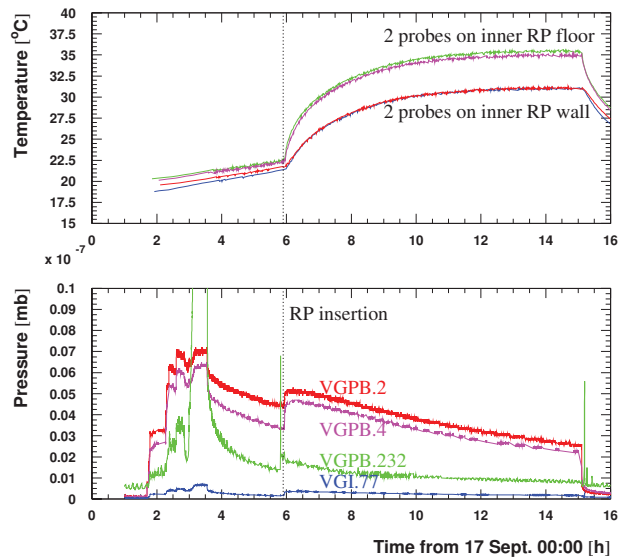 Temperature [°C]
40
37.5
35
32.5
30
27.5
25
22.5
20
17.5
15
2 probes on inner RP floor
2 probes on inner RP wall
0 2 4 6 8 10 12 14 16
x 10 -7
Pressure [mb]
0.1
0.09
0.08
0.07
0.06
0.05
0.04
0.03
0.02
0.01
0
RP insertion
VGPB.2
VGPB.4
VGPB.232
VGI.77
0 2 4 6 8 10 12 14 16
Time from 17 Sept. 00:00 [h]